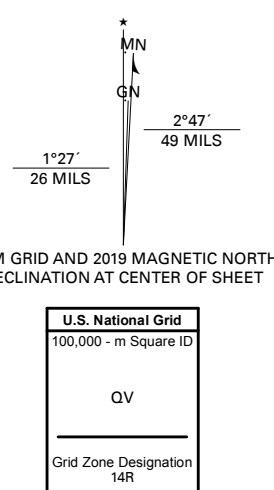 ★
MN
GN
2°47´
49 MILS
1°27´
26 MILS
GRID AND 2019 MAGNETIC NORTH
AT CENTER OF SHEET
U.S. National Grid
100,000 - m Square ID
QV
Grid Zone Designation
14R